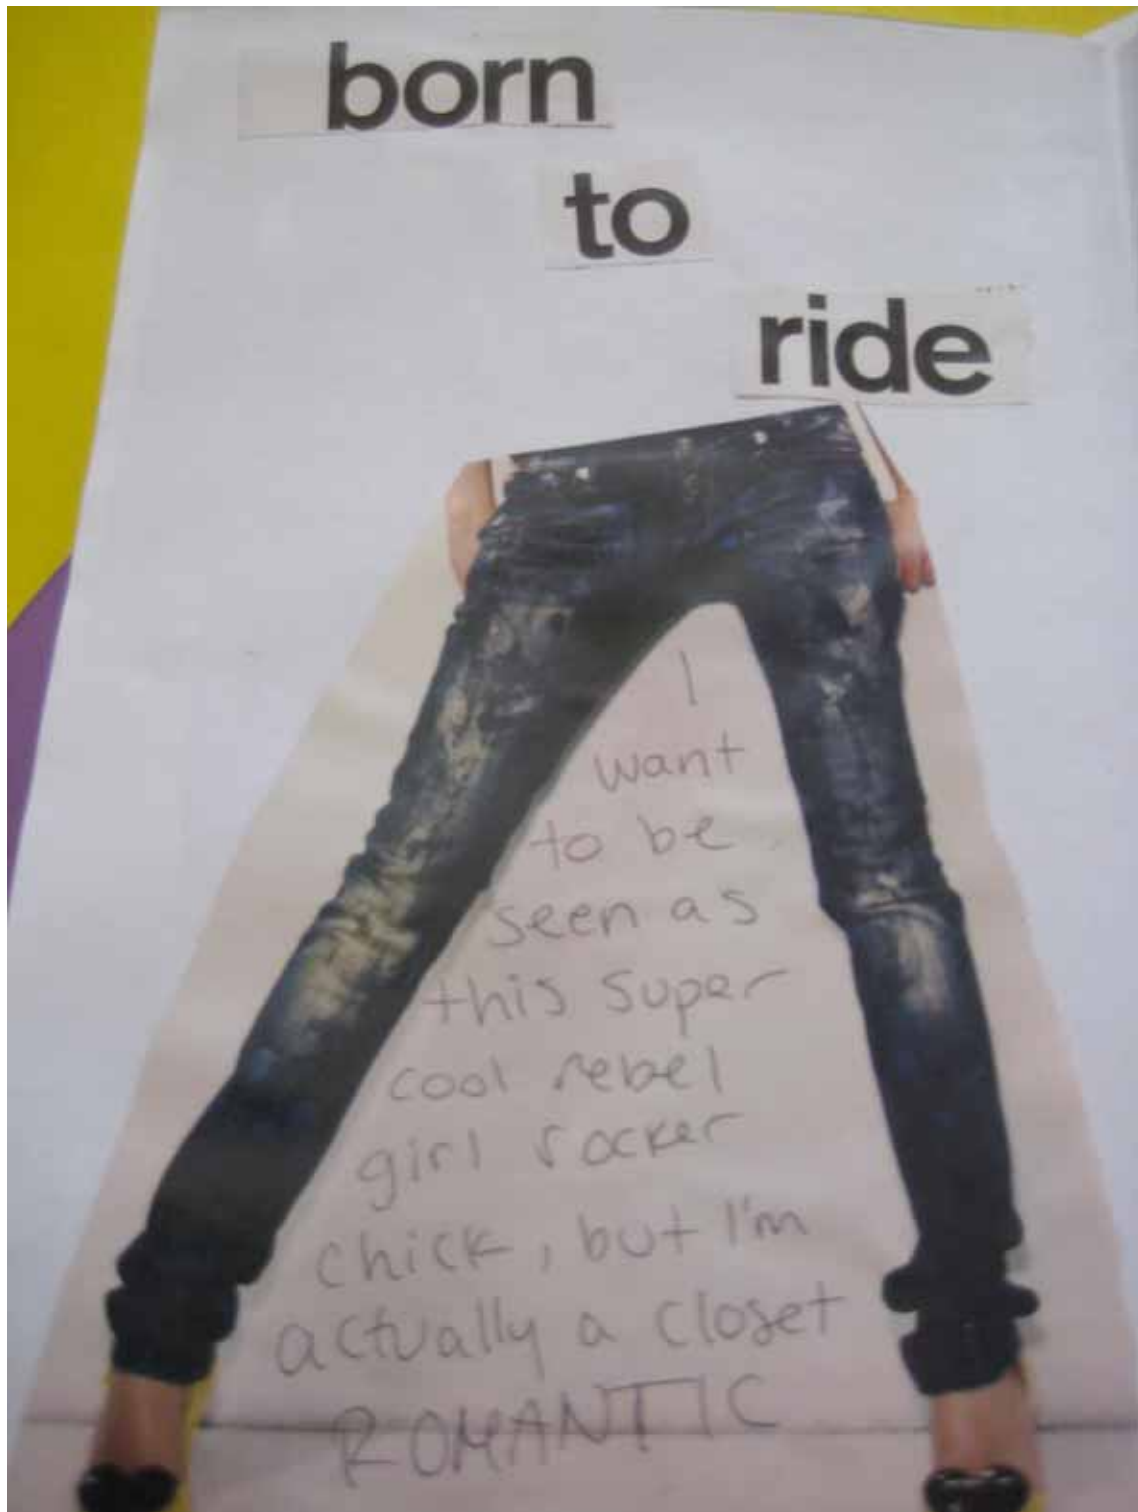 born
to
ride
I
want
to be
seen as
this super
cool rebel
girl rocker
chick, but I'm
actually a closet
ROMANTIC